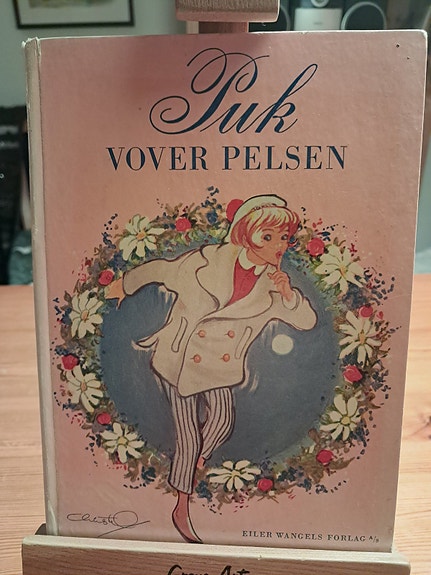 Puk
VOVER PELSEN
EILER WANGELS FORLAG A/S